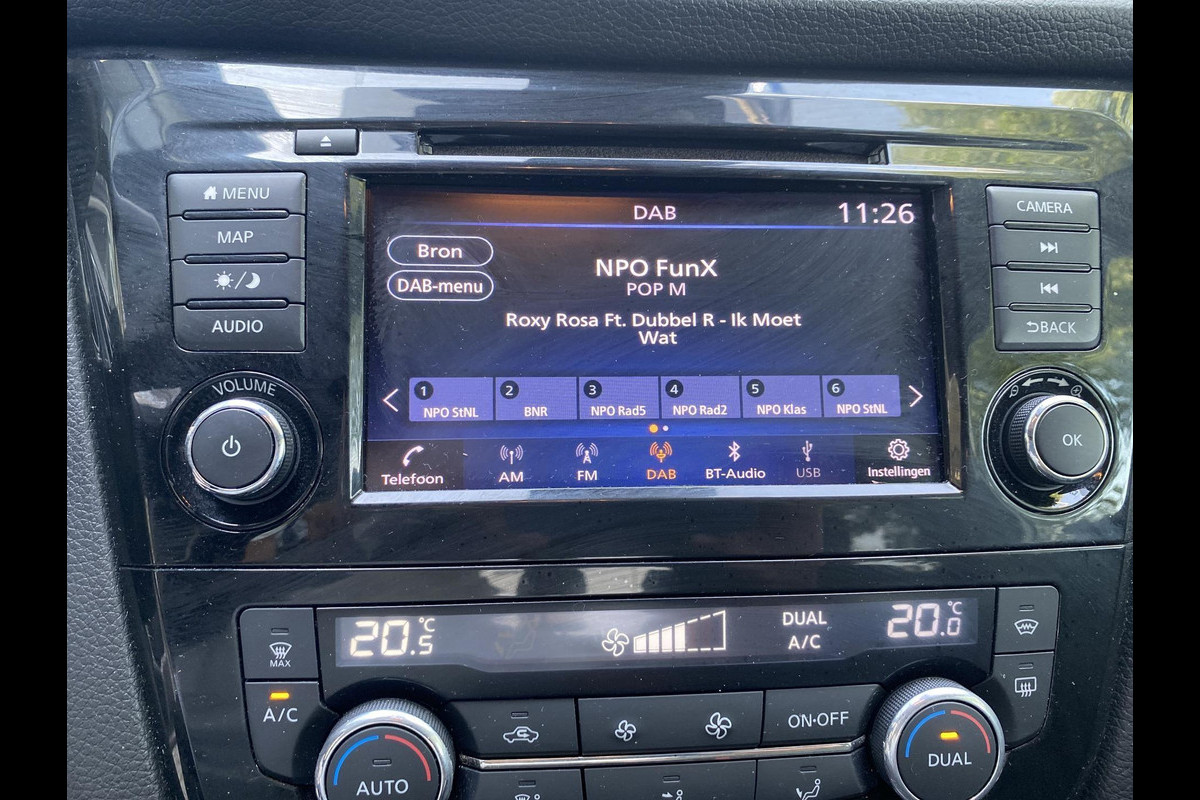 MENU
MAP
AUDIO
VOLUME
DAB
11:26
Bron
DAB-menu
NPO FunX
POP M
Roxy Rosa Ft. Dubbel R - Ik Moet
Wat
1
NPO StNL
2
BNR
3
NPO Rad5
4
NPO Rad2
5
NPO Klas
6
NPO StNL
Telefoon
AM
FM
DAB
BT-Audio
USB
Instellingen
CAMERA
BACK
OK
20.5°C
DUAL
A/C
20.0°C
MAX
A/C
AUTO
ON·OFF
DUAL